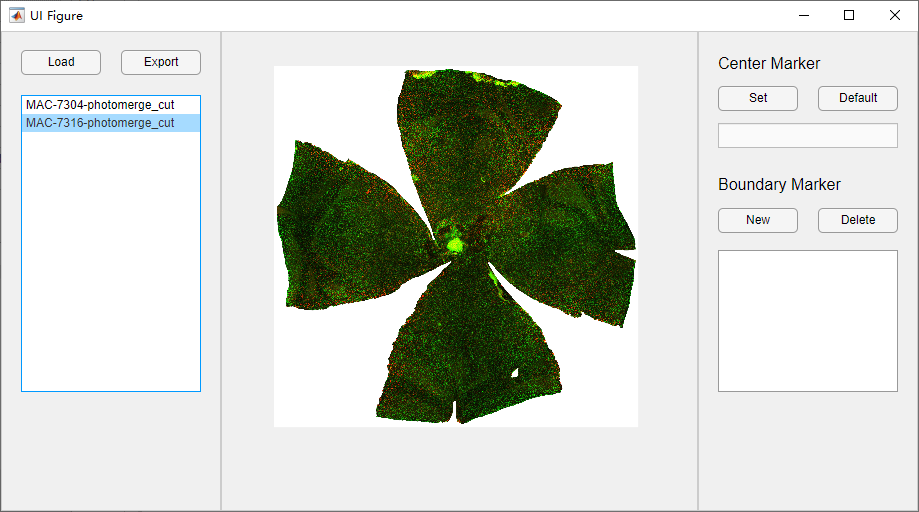 UI Figure
Load
Export
MAC-7304-photomerge_cut
MAC-7316-photomerge_cut
Center Marker
Set
Default
Boundary Marker
New
Delete